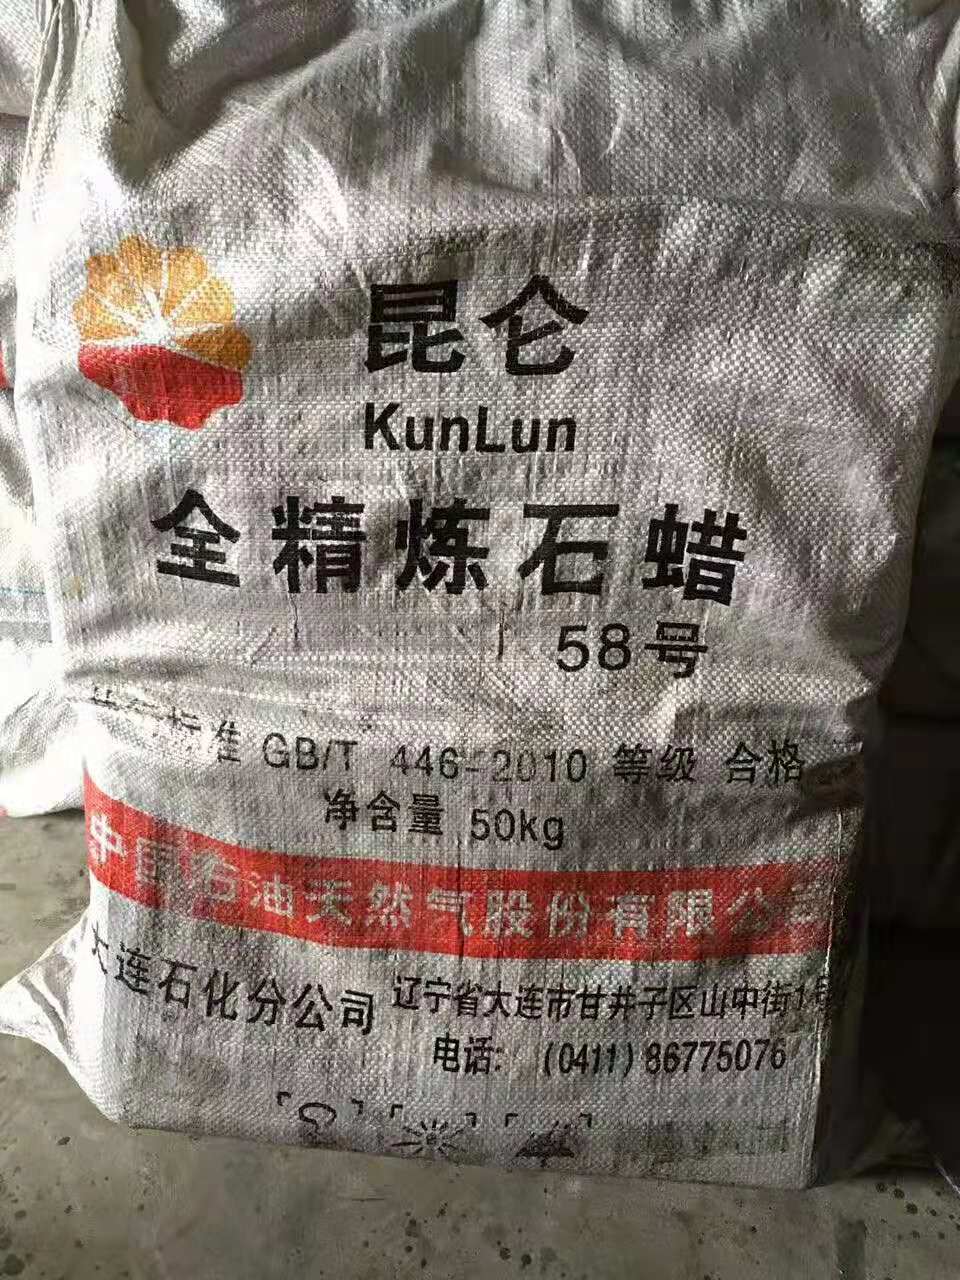 昆仑
KunLun
全精炼石蜡
58号
标准 GB/T 446-2010 等级 合格
净含量 50kg
中国石油天然气股份有限公司
大连石化分公司 辽宁省大连市甘井子区山中街1号
电话: (0411)86775076